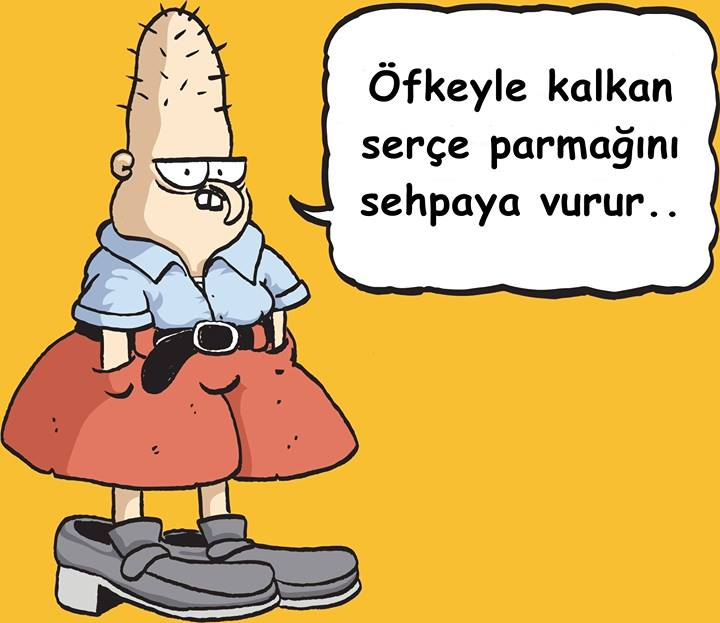 Öfkeyle kalkan
serçe parmağını
sehpaya vurur..